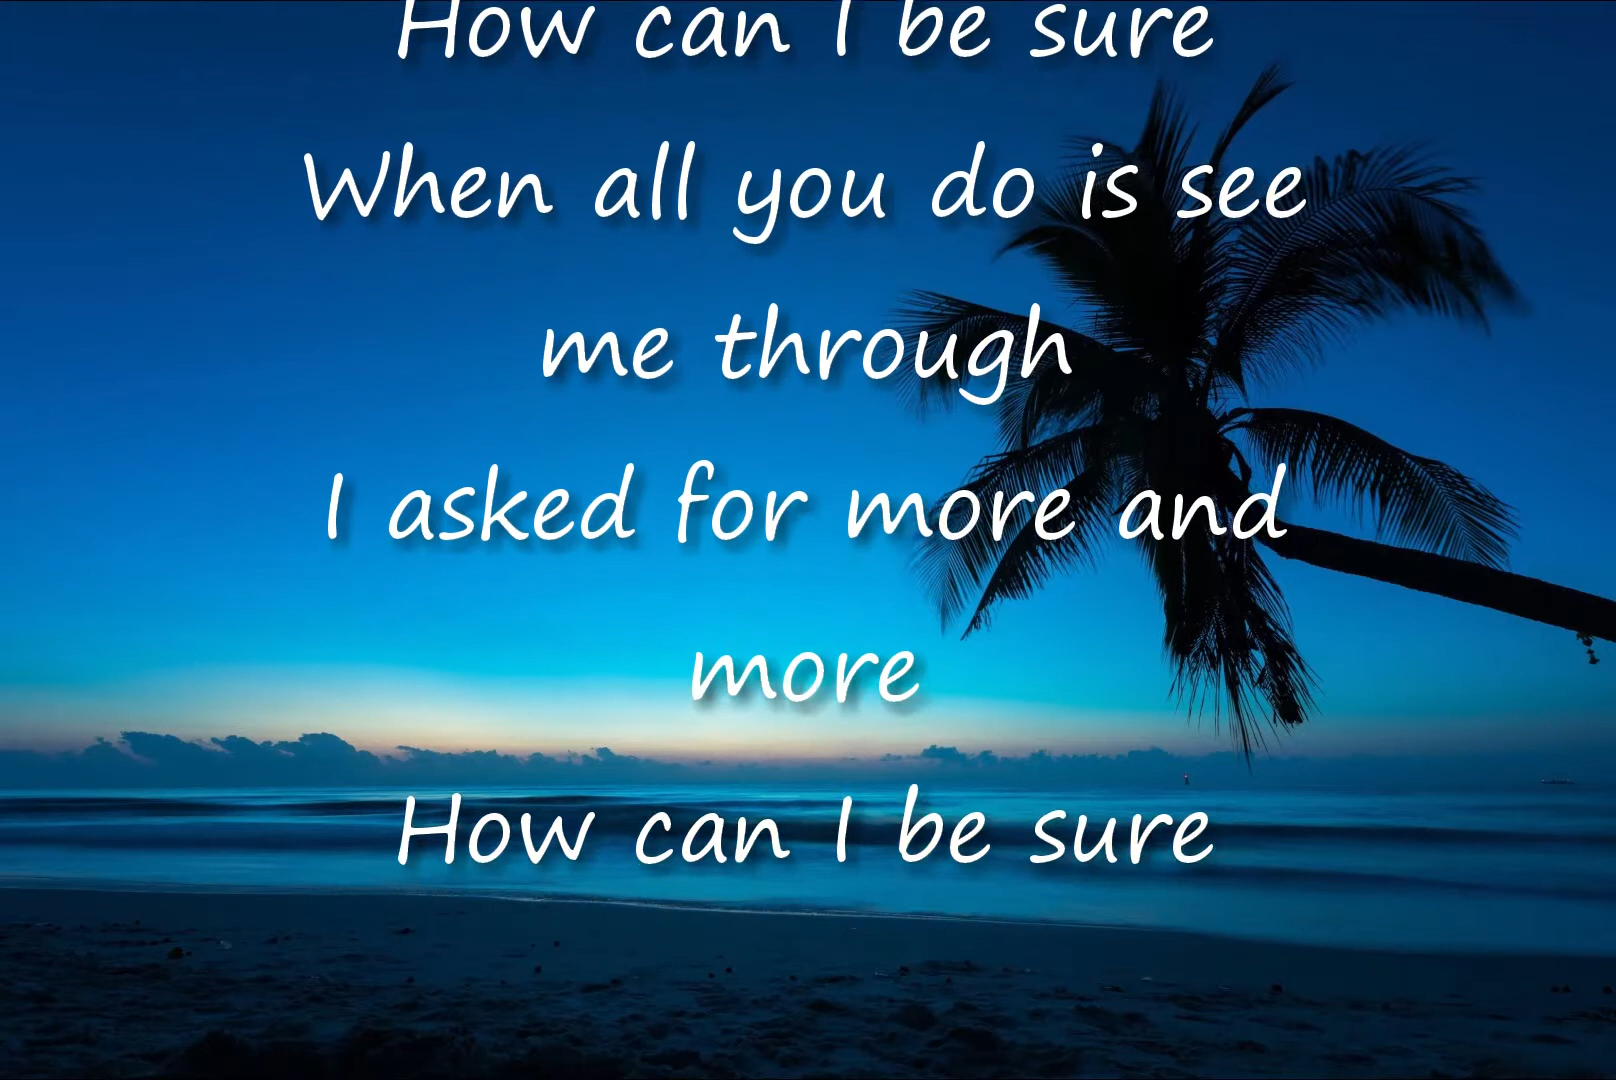 How can I be sure
When all you do is see
me through
I asked for more and
more
How can I be sure